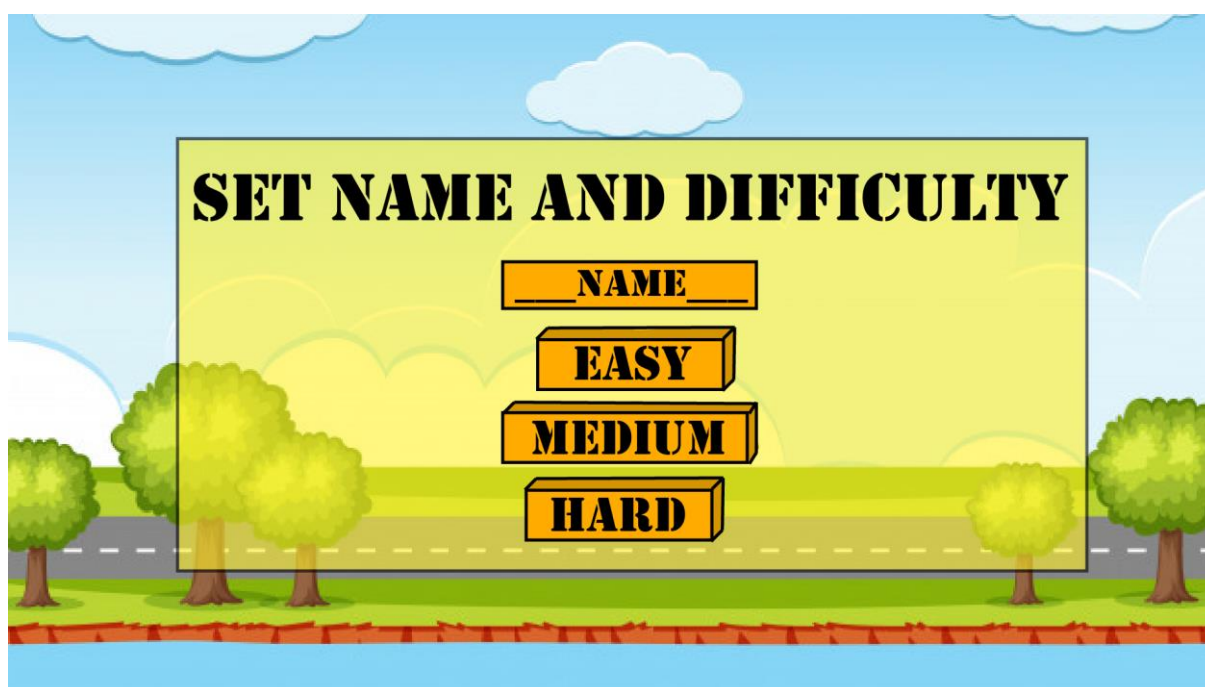 SET NAME AND DIFFICULTY
___NAME___
EASY
MEDIUM
HARD